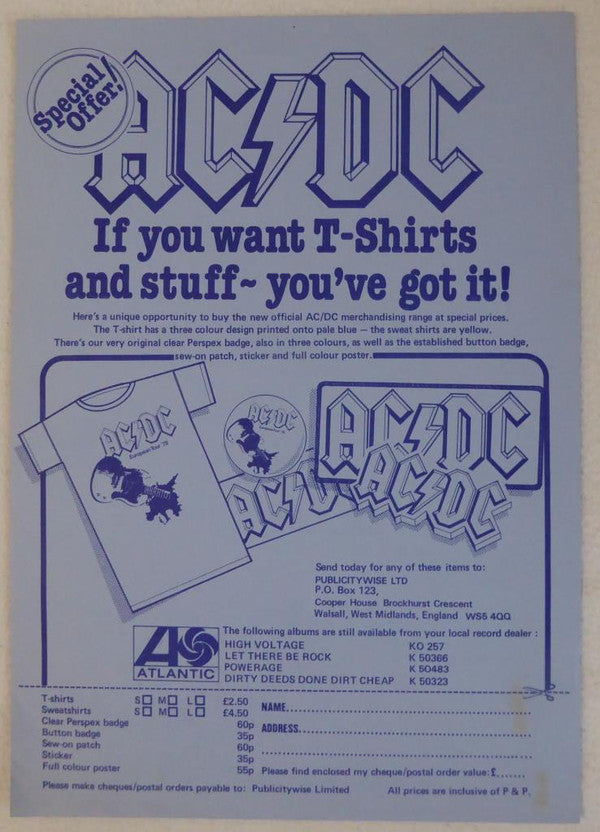 Special Offer!
AC/DC
If you want T-Shirts
and stuff~ you've got it!
Here's a unique opportunity to buy the new official AC/DC merchandising range at special prices.
The T-shirt has a three colour design printed onto pale blue — the sweat shirts are yellow.
There's our very original clear Perspex badge, also in three colours, as well as the established button badge,
sew-on patch, sticker and full colour poster.
AC/DC
European Tour '78
AC/DC
AC/DC
AC/DC
AC/DC
Send today for any of these items to:
PUBLICITYWISE LTD
P.O. Box 123,
Cooper House Brockhurst Crescent
Walsall, West Midlands, England WS5 4QQ
ATLANTIC
The following albums are still available from your local record dealer :
HIGH VOLTAGE KO 257
LET THERE BE ROCK K 50366
POWERAGE K 50483
DIRTY DEEDS DONE DIRT CHEAP K 50323
T-shirts S M L £2.50
Sweatshirts S M L £4.50
Clear Perspex badge 60p
Button badge 35p
Sew-on patch 60p
Sticker 35p
Full colour poster 55p
NAME
ADDRESS
Please find enclosed my cheque/postal order value: £
Please make cheques/postal orders payable to: Publicitywise Limited All prices are inclusive of P & P.